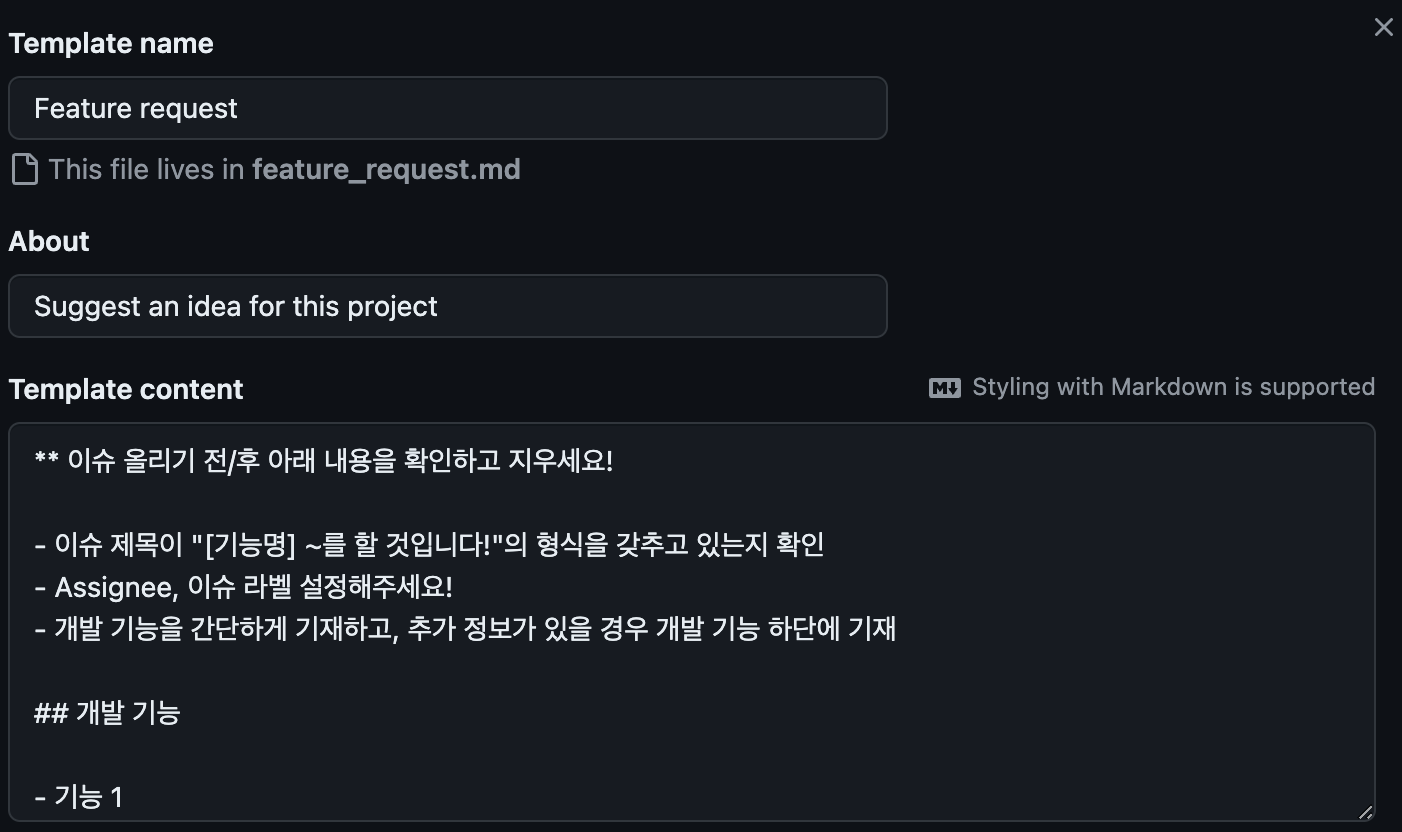 Template name
Feature request
This file lives in feature_request.md
About
Suggest an idea for this project
Template content
Styling with Markdown is supported
** 이슈 올리기 전/후 아래 내용을 확인하고 지우세요!
- 이슈 제목이 "[기능명] ~를 할 것입니다!"의 형식을 갖추고 있는지 확인
- Assignee, 이슈 라벨 설정해주세요!
- 개발 기능을 간단하게 기재하고, 추가 정보가 있을 경우 개발 기능 하단에 기재
## 개발 기능
- 기능 1